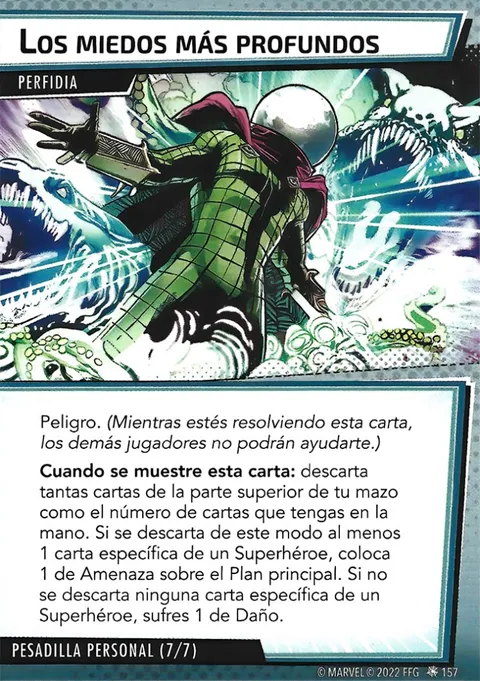 Los miedos más profundos
PERFIDIA
Peligro. (Mientras estés resolviendo esta carta,
los demás jugadores no podrán ayudarte.)
Cuando se muestre esta carta: descarta
tantas cartas de la parte superior de tu mazo
como el número de cartas que tengas en la
mano. Si se descarta de este modo al menos
1 carta específica de un Superhéroe, coloca
1 de Amenaza sobre el Plan principal. Si no
se descarta ninguna carta específica de un
Superhéroe, sufres 1 de Daño.
PESADILLA PERSONAL (7/7)
© MARVEL © 2022 FFG 157